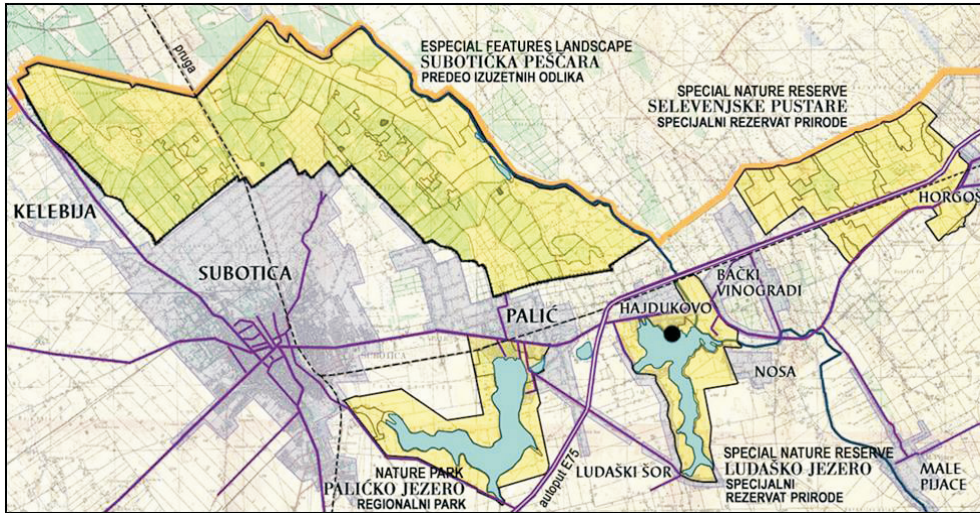 pruga
ESPECIAL FEATURES LANDSCAPE
SUBOTIČKA PEŠČARA
PREDEO IZUZETNIH ODLIKA
SPECIAL NATURE RESERVE
SELEVENJSKE PUSTARE
SPECIJALNI REZERVAT PRIRODE
KELEBIJA
HORGOŠ
SUBOTICA
BAČKI
VINOGRADI
PALIĆ
HAJDUKOVO
SUBOTICA
NOSA
NATURE PARK
PALIĆKO JEZERO
REGIONALNI PARK
autoput E75
LUDAŠKI ŠOR
SPECIAL NATURE RESERVE
LUDAŠKO JEZERO
SPECIJALNI
REZERVAT PRIRODE
MALE
PIJACE